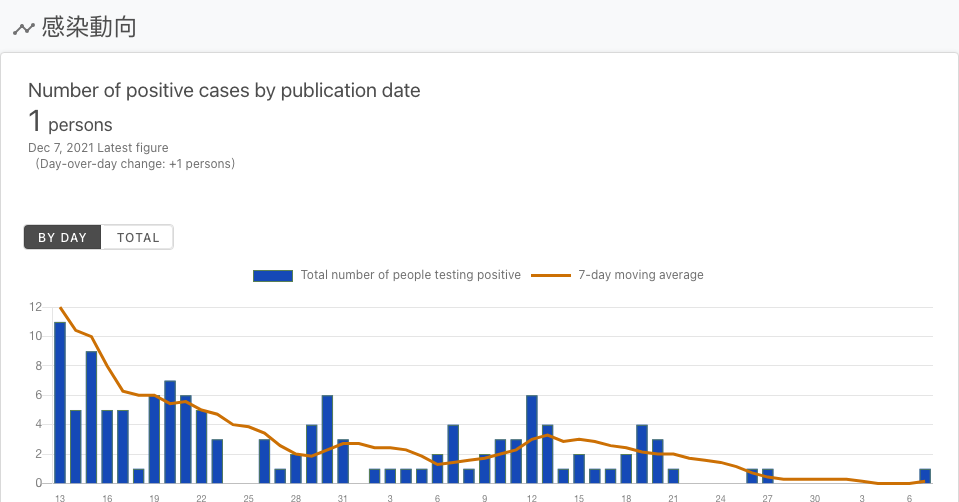 感染動向
Number of positive cases by publication date
1 persons
Dec 7, 2021 Latest figure
(Day-over-day change: +1 persons)
BY DAY TOTAL
Total number of people testing positive 7-day moving average
12
10
8
6
4
2
0
13 16 19 22 25 28 31 3 6 9 12 15 18 21 24 27 30 3 6